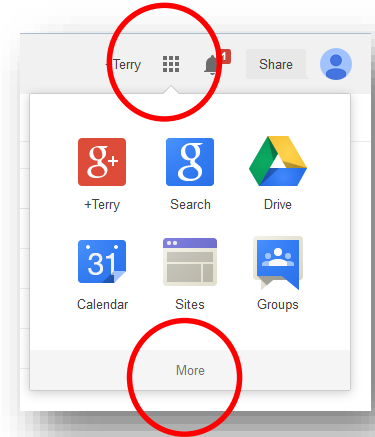 +Terry 1 Share
g+ g
+Terry Search Drive
31
Calendar Sites Groups
More